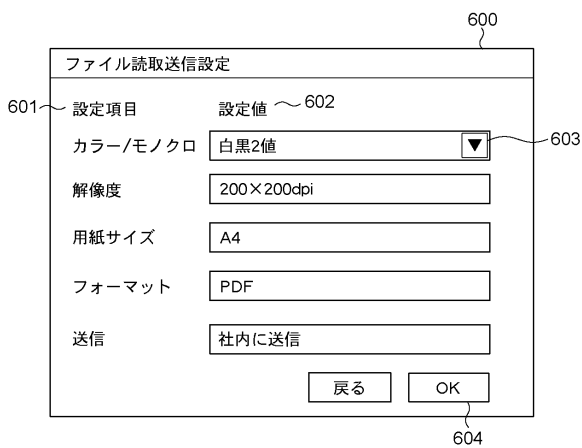 600
ファイル読取送信設定
601 設定項目 設定値 602
カラー/モノクロ 白黒2値 ▼ 603
解像度 200×200dpi
用紙サイズ A4
フォーマット PDF
送信 社内に送信
戻る OK
604